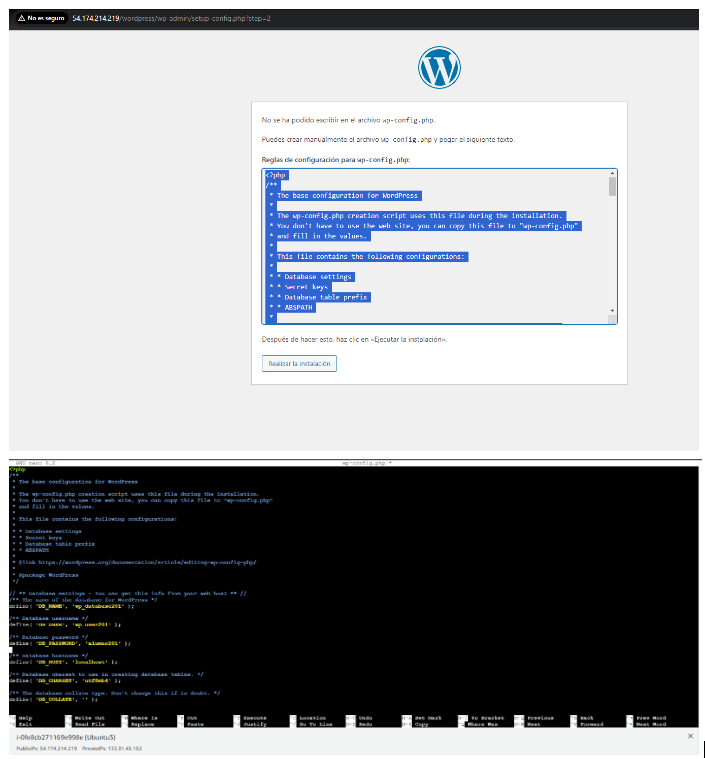 No es seguro 54.174.214.219/wordpress/wp-admin/setup-config.php?step=2
No se ha podido escribir en el archivo wp-config.php.
Puedes crear manualmente el archivo wp-config.php y pegar el siguiente texto.
Reglas de configuración para wp-config.php:
<?php
/**
* The base configuration for WordPress
*
* The wp-config.php creation script uses this file during the installation.
* You don't have to use the web site, you can copy this file to "wp-config.php"
* and fill in the values.
*
* This file contains the following configurations:
*
* * Database settings
* * Secret keys
* * Database table prefix
* * ABSPATH
*
Después de hacer esto, haz clic en «Ejecutar la instalación».
Realizar la instalación
GNU nano 6.2 wp-config.php *
<?php
/**
* The base configuration for WordPress
*
* The wp-config.php creation script uses this file during the installation.
* You don't have to use the web site, you can copy this file to "wp-config.php"
* and fill in the values.
*
* This file contains the following configurations:
*
* * Database settings
* * Secret keys
* * Database table prefix
* * ABSPATH
*
* @link https://wordpress.org/documentation/article/editing-wp-config-php/
*
* @package WordPress
*/
// ** Database settings - You can get this info from your web host ** //
/** The name of the database for WordPress */
define( 'DB_NAME', 'wp_database201' );
/** Database username */
define( 'DB_USER', 'wp_user201' );
/** Database password */
define( 'DB_PASSWORD', 'alumno201' );
/** Database hostname */
define( 'DB_HOST', 'localhost' );
/** Database charset to use in creating database tables. */
define( 'DB_CHARSET', 'utf8mb4' );
/** The database collate type. Don't change this if in doubt. */
define( 'DB_COLLATE', '' );
Help Write Out Where Is Cut Execute Location Undo Set Mark To Bracket Previous Back Prev Word
Exit Read File Replace Paste Justify Go To Line Redo Copy Where Was Next Forward Next Word
(Ubuntu5)
PublicIPs: 54.174.214.219 PrivateIPs: 172.31.45.152